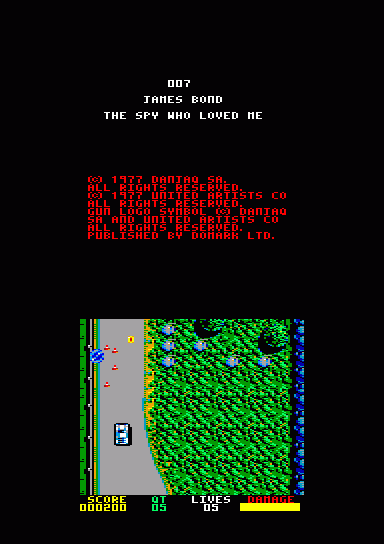 007
JAMES BOND
THE SPY WHO LOVED ME
© 1977 DANJAQ SA.
ALL RIGHTS RESERVED.
© 1977 UNITED ARTISTS CO
ALL RIGHTS RESERVED.
GUN LOGO SYMBOL © DANJAQ
SA AND UNITED ARTISTS CO
ALL RIGHTS RESERVED.
PUBLISHED BY DOMARK LTD.
SCORE QT LIVES DAMAGE
000200 05 05